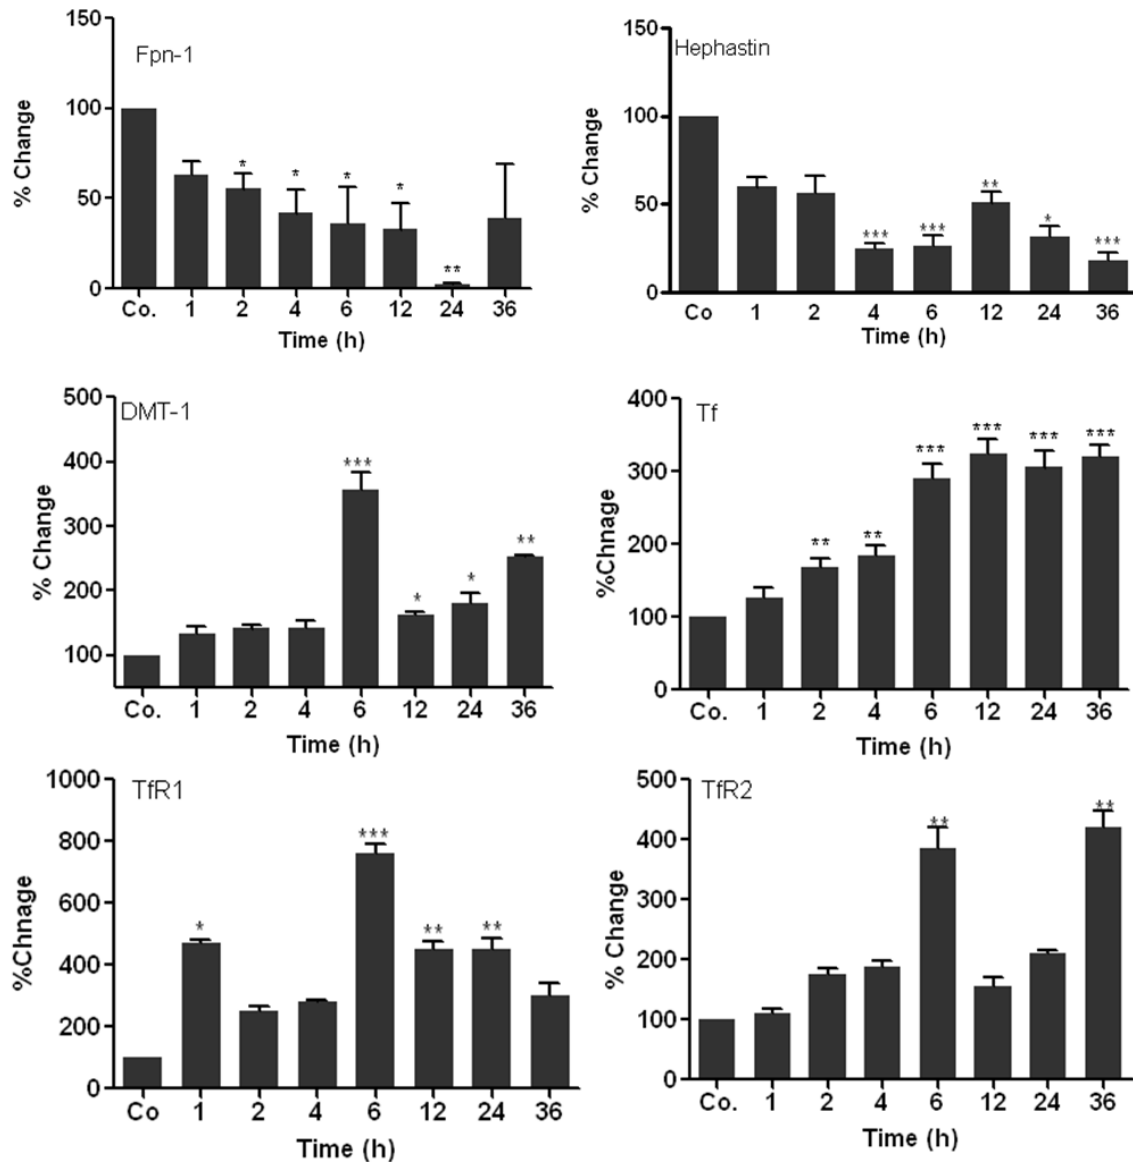 Fpn-1
% Change
150
100
50
0
*
*
*
*
**
Co. 1 2 4 6 12 24 36
Time (h)
Hephastin
% Change
150
100
50
0
***
***
**
*
***
Co 1 2 4 6 12 24 36
Time (h)
DMT-1
% Change
500
400
300
200
100
***
*
*
**
Co. 1 2 4 6 12 24 36
Time (h)
Tf
%Chnage
400
300
200
100
0
**
**
***
***
***
***
Co. 1 2 4 6 12 24 36
Time (h)
TfR1
%Chnage
1000
800
600
400
200
0
*
***
**
**
Co 1 2 4 6 12 24 36
Time (h)
TfR2
% Change
500
400
300
200
100
0
**
**
Co. 1 2 4 6 12 24 36
Time (h)